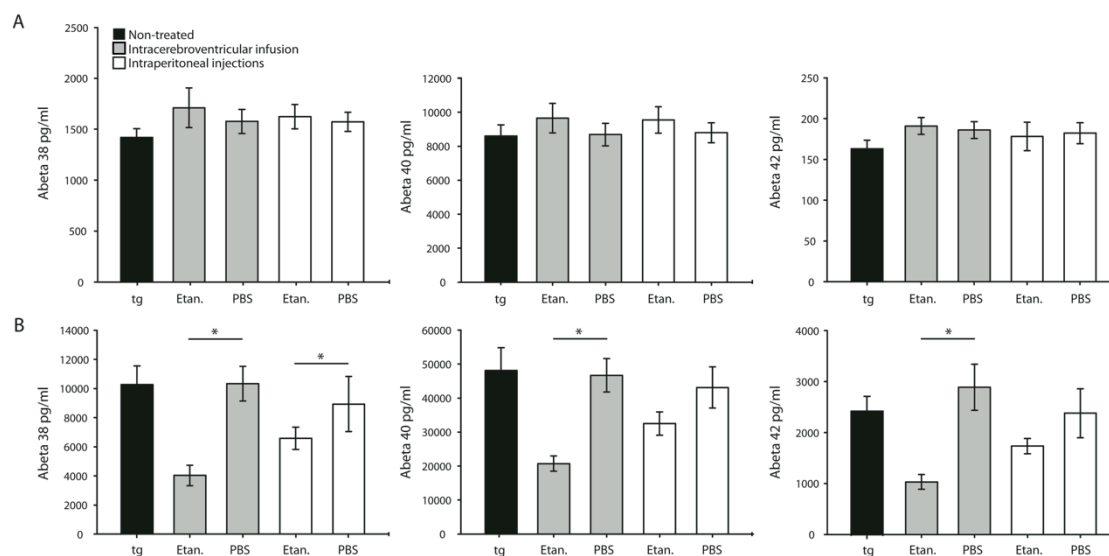 A
Non-treated
Intracerebroventricular infusion
Intraperitoneal injections
Abeta 38 pg/ml
2500
2000
1500
1000
500
0
tg Etan. PBS Etan. PBS
Abeta 40 pg/ml
12000
10000
8000
6000
4000
2000
0
tg Etan. PBS Etan. PBS
Abeta 42 pg/ml
250
200
150
100
50
0
tg Etan. PBS Etan. PBS
B
Abeta 38 pg/ml
14000
12000
10000
8000
6000
4000
2000
0
* *
tg Etan. PBS Etan. PBS
Abeta 40 pg/ml
60000
50000
40000
30000
20000
10000
50000
*
tg Etan. PBS Etan. PBS
Abeta 42 pg/ml
4000
3000
2000
1000
0
*
tg Etan. PBS Etan. PBS